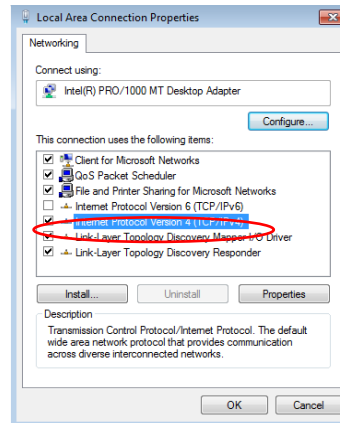 Local Area Connection Properties
Networking
Connect using:
Intel(R) PRO/1000 MT Desktop Adapter
Configure...
This connection uses the following items:
Client for Microsoft Networks
QoS Packet Scheduler
File and Printer Sharing for Microsoft Networks
Internet Protocol Version 6 (TCP/IPv6)
Internet Protocol Version 4 (TCP/IPv4)
Link-Layer Topology Discovery Mapper I/O Driver
Link-Layer Topology Discovery Responder
Install...
Uninstall
Properties
Description
Transmission Control Protocol/Internet Protocol. The default
wide area network protocol that provides communication
across diverse interconnected networks.
OK
Cancel